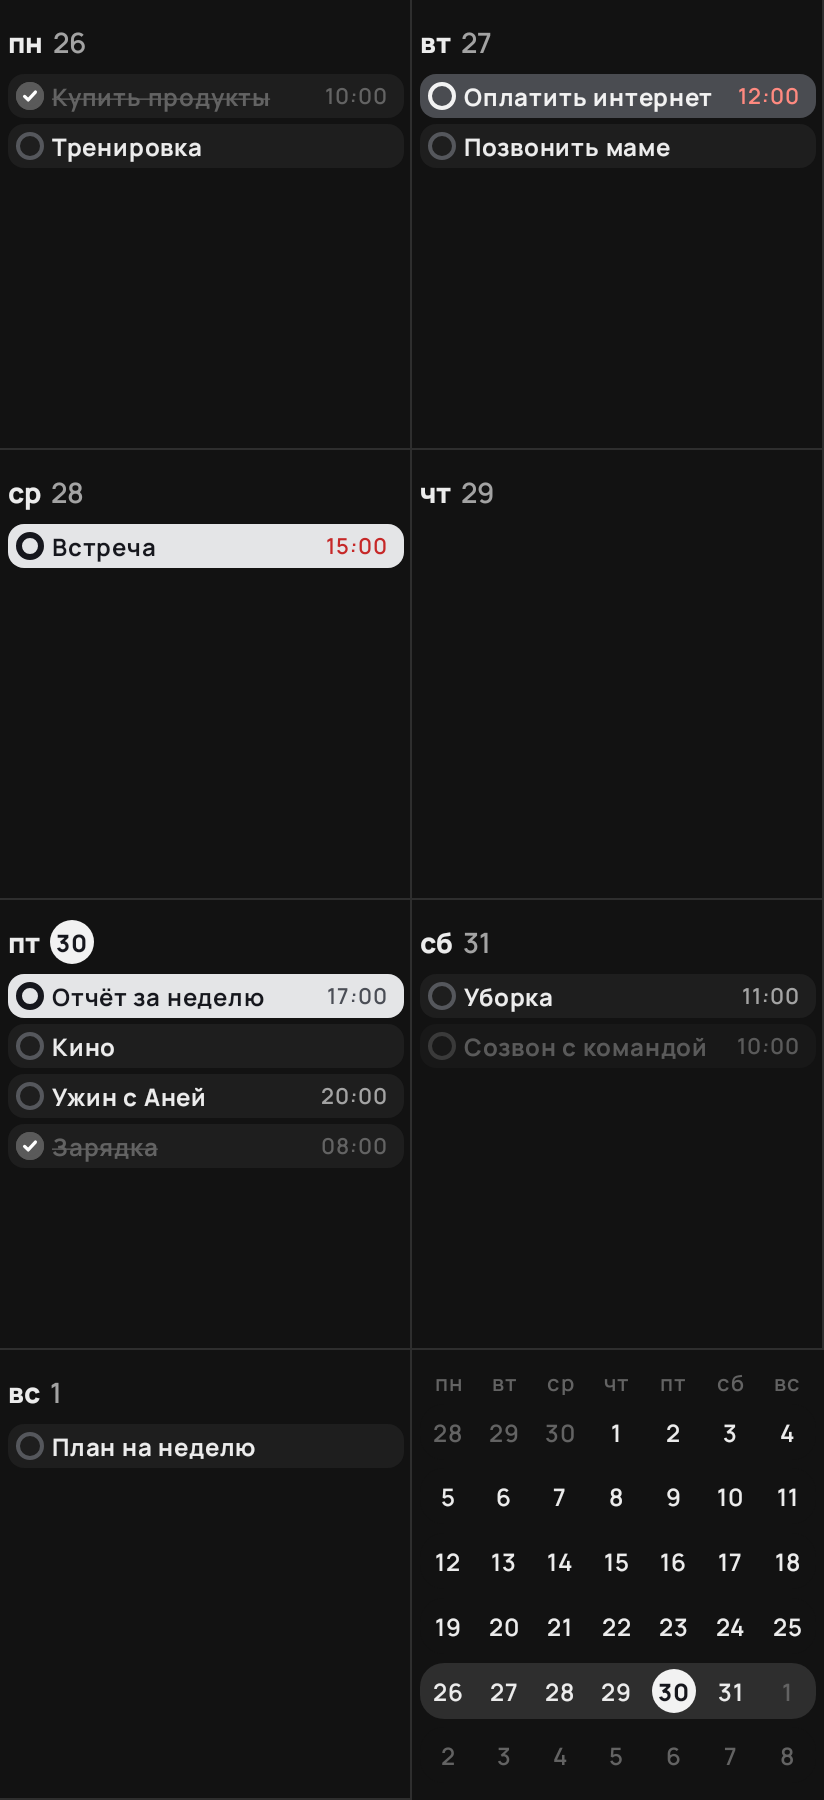 пн 26
Купить продукты 10:00
Тренировка
вт 27
Оплатить интернет 12:00
Позвонить маме
ср 28
Встреча 15:00
чт 29
пт 30
Отчёт за неделю 17:00
Кино
Ужин с Аней 20:00
Зарядка 08:00
сб 31
Уборка 11:00
Созвон с командой 10:00
вс 1
План на неделю
пн вт ср чт пт сб вс
28 29 30 1 2 3 4
5 6 7 8 9 10 11
12 13 14 15 16 17 18
19 20 21 22 23 24 25
26 27 28 29 30 31 1
2 3 4 5 6 7 8